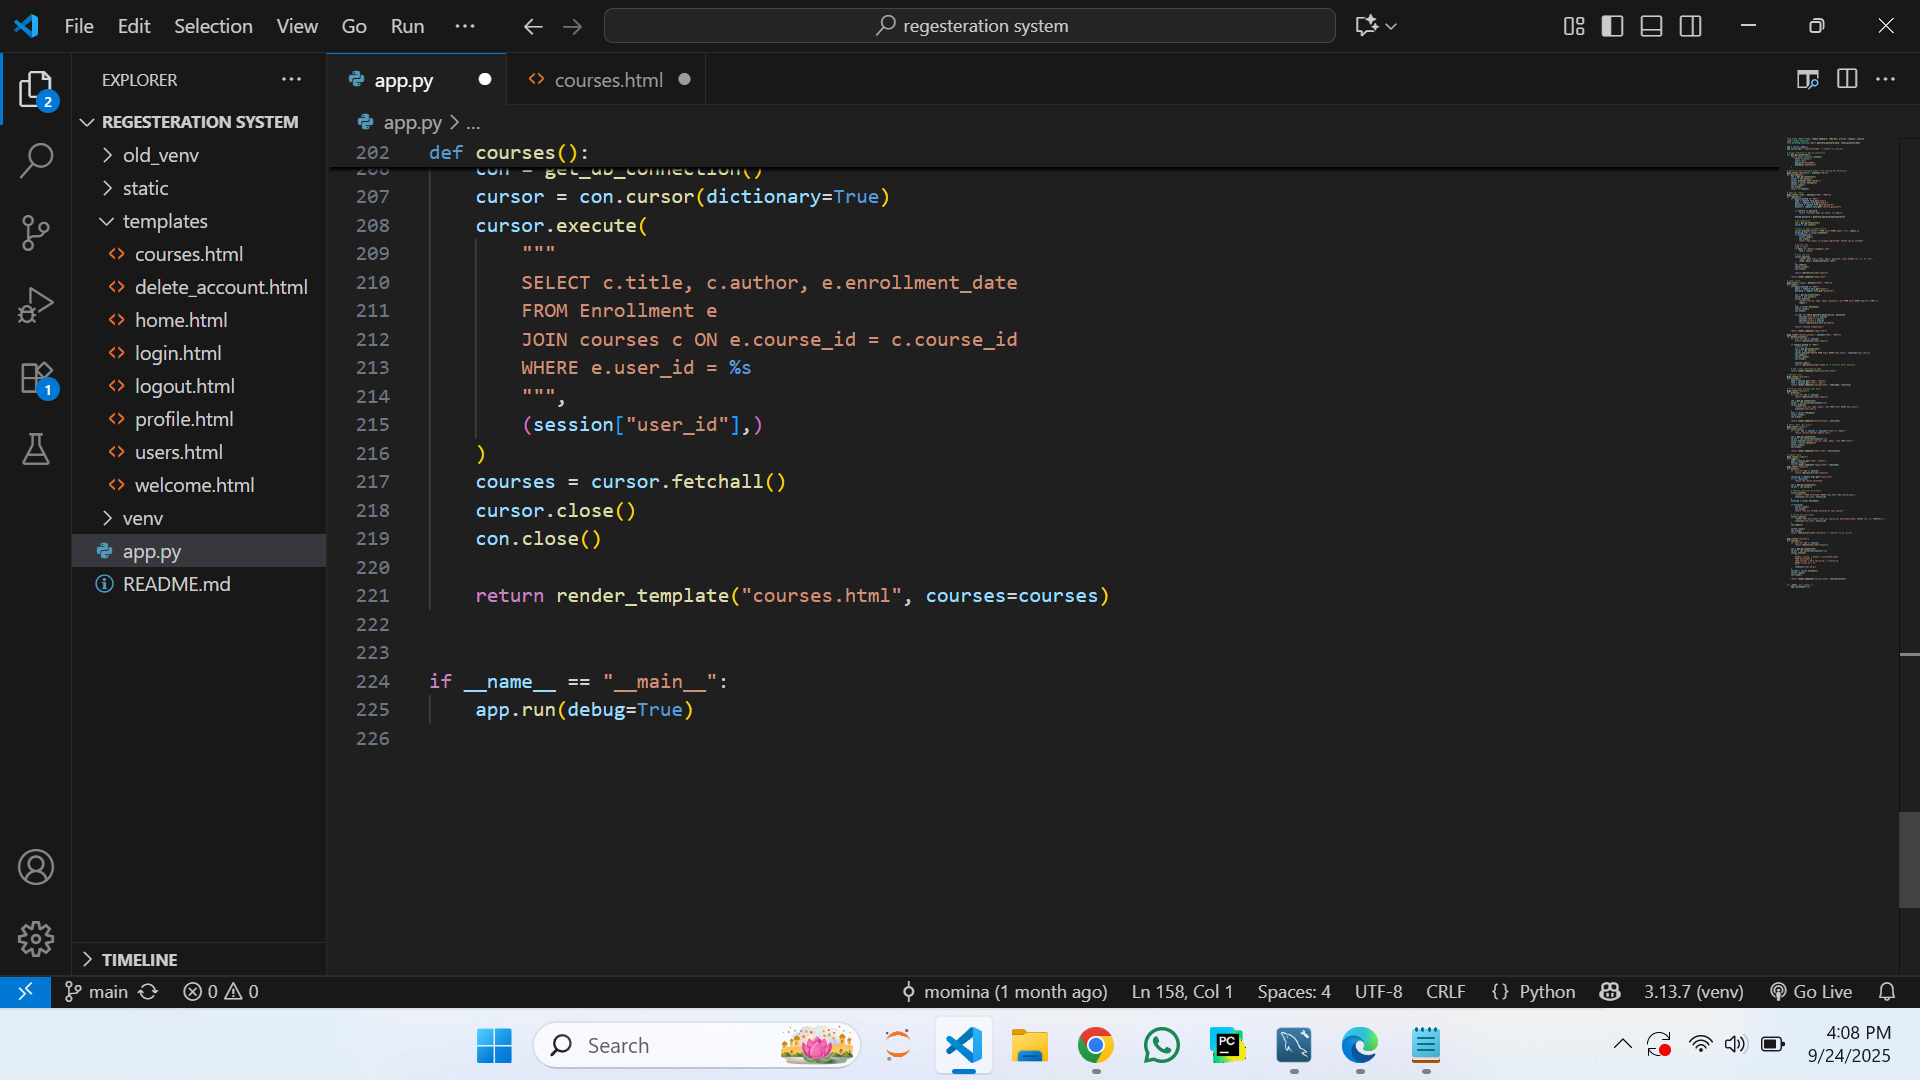 File Edit Selection View Go Run ...
regesteration system
EXPLORER
REGESTERATION SYSTEM
old_venv
static
templates
courses.html
delete_account.html
home.html
login.html
logout.html
profile.html
users.html
welcome.html
venv
app.py
README.md
TIMELINE
2
1
app.py
courses.html
app.py > ...
202 def courses():
206 con = get_db_connection()
207 cursor = con.cursor(dictionary=True)
208 cursor.execute(
209 """
210 SELECT c.title, c.author, e.enrollment_date
211 FROM Enrollment e
212 JOIN courses c ON e.course_id = c.course_id
213 WHERE e.user_id = %s
214 """,
215 (session["user_id"],)
216 )
217 courses = cursor.fetchall()
218 cursor.close()
219 con.close()
220
221 return render_template("courses.html", courses=courses)
222
223
224 if __name__ == "__main__":
225 app.run(debug=True)
226
main 0 0 momina (1 month ago) Ln 158, Col 1 Spaces: 4 UTF-8 CRLF {} Python 3.13.7 (venv) Go Live
Search
PC
4:08 PM
9/24/2025